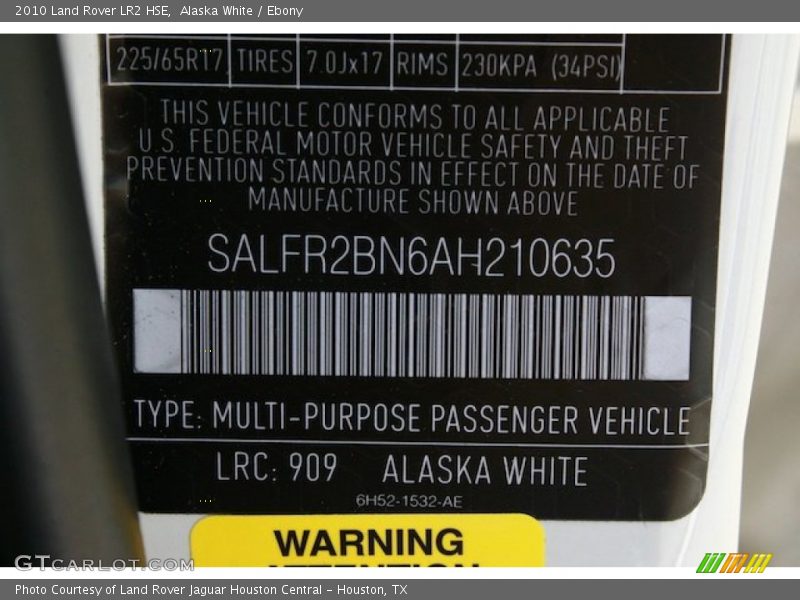 2010 Land Rover LR2 HSE,  Alaska White / Ebony
225/65R17 TIRES 7.0Jx17 RIMS 230KPA (34PSI)
THIS VEHICLE CONFORMS TO ALL APPLICABLE
U.S. FEDERAL MOTOR VEHICLE SAFETY AND THEFT
PREVENTION STANDARDS IN EFFECT ON THE DATE OF
MANUFACTURE SHOWN ABOVE
SALFR2BN6AH210635
TYPE: MULTI-PURPOSE PASSENGER VEHICLE
LRC: 909 ALASKA WHITE
6H52-1532-AE
WARNING
ATTENTION
GTCARLOT.COM
Photo Courtesy of Land Rover Jaguar Houston Central - Houston, TX